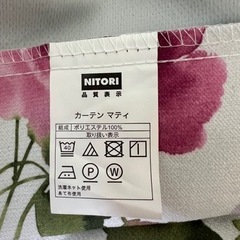 NITORI
品質表示
カーテン マティ
組成 ポリエステル100%
取り扱い表示
40
P W
洗濯ネット使用
あて布使用